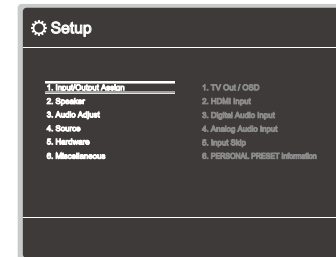 Setup
1. Input/Output Assign
2. Speaker
3. Audio Adjust
4. Source
5. Hardware
6. Miscellaneous
1. TV Out / OSD
2. HDMI Input
3. Digital Audio Input
4. Analog Audio Input
5. Input Skip
6. PERSONAL PRESET Information